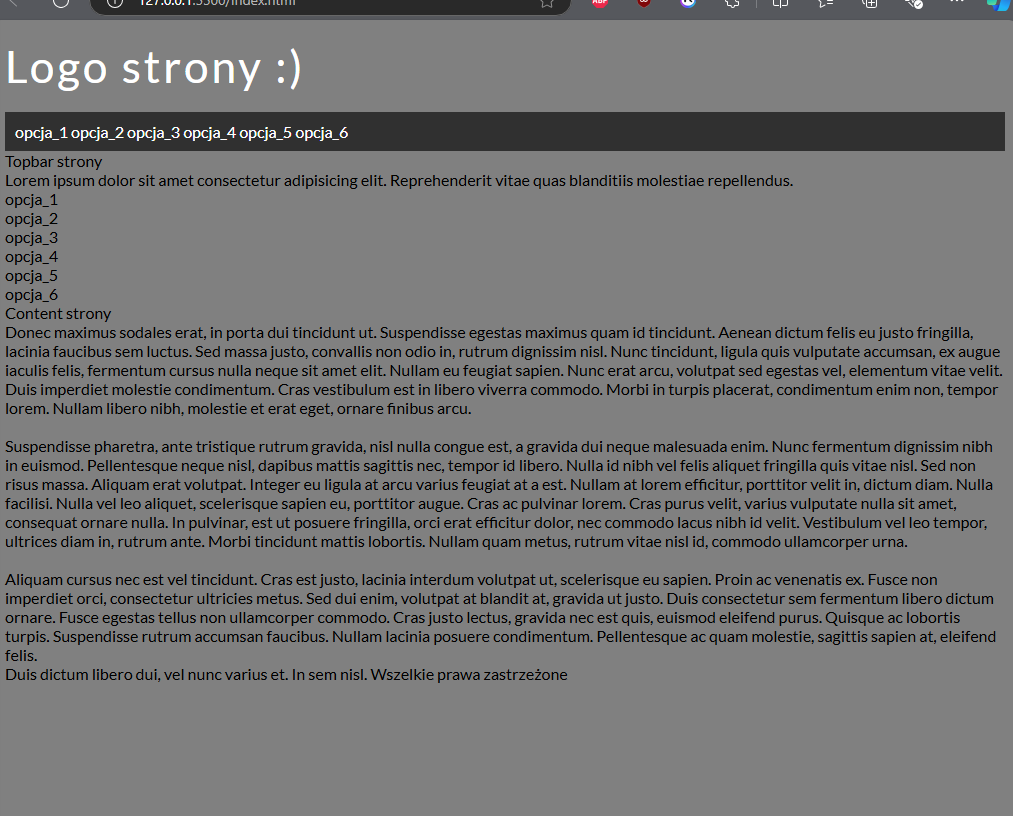 127.0.0.1:5500/index.html
Logo strony :)
opcja_1 opcja_2 opcja_3 opcja_4 opcja_5 opcja_6
Topbar strony
Lorem ipsum dolor sit amet consectetur adipisicing elit. Reprehenderit vitae quas blanditiis molestiae repellendus.
opcja_1
opcja_2
opcja_3
opcja_4
opcja_5
opcja_6
Content strony
Donec maximus sodales erat, in porta dui tincidunt ut. Suspendisse egestas maximus quam id tincidunt. Aenean dictum felis eu justo fringilla,
lacinia faucibus sem luctus. Sed massa justo, convallis non odio in, rutrum dignissim nisl. Nunc tincidunt, ligula quis vulputate accumsan, ex augue
iaculis felis, fermentum cursus nulla neque sit amet elit. Nullam eu feugiat sapien. Nunc erat arcu, volutpat sed egestas vel, elementum vitae velit.
Duis imperdiet molestie condimentum. Cras vestibulum est in libero viverra commodo. Morbi in turpis placerat, condimentum enim non, tempor
lorem. Nullam libero nibh, molestie et erat eget, ornare finibus arcu.
Suspendisse pharetra, ante tristique rutrum gravida, nisl nulla congue est, a gravida dui neque malesuada enim. Nunc fermentum dignissim nibh
in euismod. Pellentesque neque nisl, dapibus mattis sagittis nec, tempor id libero. Nulla id nibh vel felis aliquet fringilla quis vitae nisl. Sed non
risus massa. Aliquam erat volutpat. Integer eu ligula at arcu varius feugiat at a est. Nullam at lorem efficitur, porttitor velit in, dictum diam. Nulla
facilisi. Nulla vel leo aliquet, scelerisque sapien eu, porttitor augue. Cras ac pulvinar lorem. Cras purus velit, varius vulputate nulla sit amet,
consequat ornare nulla. In pulvinar, est ut posuere fringilla, orci erat efficitur dolor, nec commodo lacus nibh id velit. Vestibulum vel leo tempor,
ultrices diam in, rutrum ante. Morbi tincidunt mattis lobortis. Nullam quam metus, rutrum vitae nisl id, commodo ullamcorper urna.
Aliquam cursus nec est vel tincidunt. Cras est justo, lacinia interdum volutpat ut, scelerisque eu sapien. Proin ac venenatis ex. Fusce non
imperdiet orci, consectetur ultricies metus. Sed dui enim, volutpat at blandit at, gravida ut justo. Duis consectetur sem fermentum libero dictum
ornare. Fusce egestas tellus non ullamcorper commodo. Cras justo lectus, gravida nec est quis, euismod eleifend purus. Quisque ac lobortis
turpis. Suspendisse rutrum accumsan faucibus. Nullam lacinia posuere condimentum. Pellentesque ac quam molestie, sagittis sapien at, eleifend
felis.
Duis dictum libero dui, vel nunc varius et. In sem nisl. Wszelkie prawa zastrzeżone